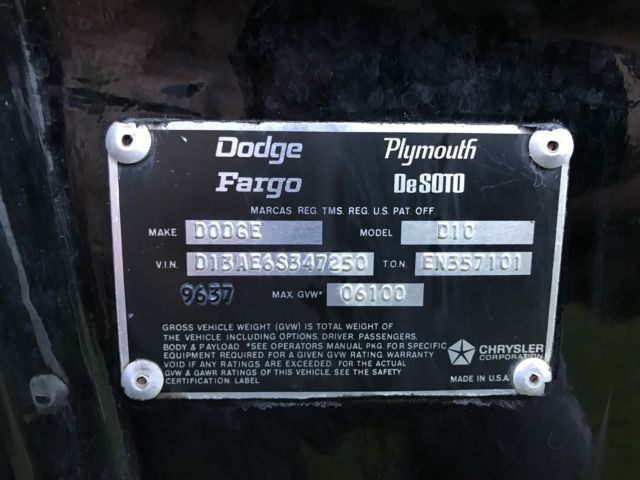 Dodge Plymouth
Fargo De SOTO
MARCAS REG. TMS. REG. U.S. PAT. OFF.
MAKE DODGE MODEL D10
V.I.N. D13AE6S347250 T.O.N. EN357101
9637 MAX. GVW* 06100
GROSS VEHICLE WEIGHT (GVW) IS TOTAL WEIGHT OF
THE VEHICLE INCLUDING OPTIONS, DRIVER, PASSENGERS,
BODY & PAYLOAD *SEE OPERATORS MANUAL PKG FOR SPECIFIC
EQUIPMENT REQUIRED FOR A GIVEN GVW RATING WARRANTY
VOID IF ANY RATINGS ARE EXCEEDED. FOR THE ACTUAL
GVW & GAWR RATINGS OF THIS VEHICLE, SEE THE SAFETY
CERTIFICATION LABEL.
CHRYSLER
CORPORATION
MADE IN U.S.A.